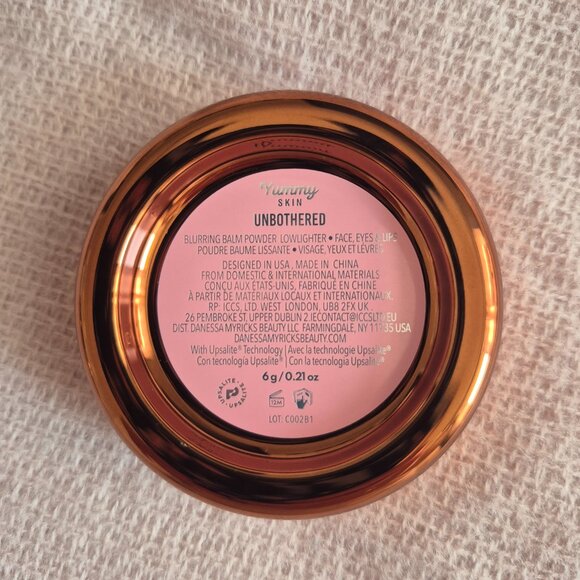 Yummy
SKIN
UNBOTHERED
BLURRING BALM POWDER LOWLIGHTER • FACE, EYES & LIPS
POUDRE BAUME LISSANTE • VISAGE, YEUX ET LÈVRES
DESIGNED IN USA, MADE IN CHINA
FROM DOMESTIC & INTERNATIONAL MATERIALS
CONÇU AUX ÉTATS-UNIS, FABRIQUÉ EN CHINE
À PARTIR DE MATÉRIAUX LOCAUX ET INTERNATIONAUX.
RP: ICCS, LTD. WEST LONDON, UB8 2FX UK.
26 PEMBROKE ST. UPPER DUBLIN 2 IECONTACT@ICCSLTD.EU
DIST. DANESSA MYRICKS BEAUTY LLC FARMINGDALE, NY 11735 USA
DANESSAMYRICKSBEAUTY.COM
With Upsalite® Technology | Avec la technologie Upsalite®
Con tecnologia Upsalite® | Con la tecnología Upsalite®
6 g / 0.21 oz
UPSALITE • UPSALITE •
12M
LOT: C002B1